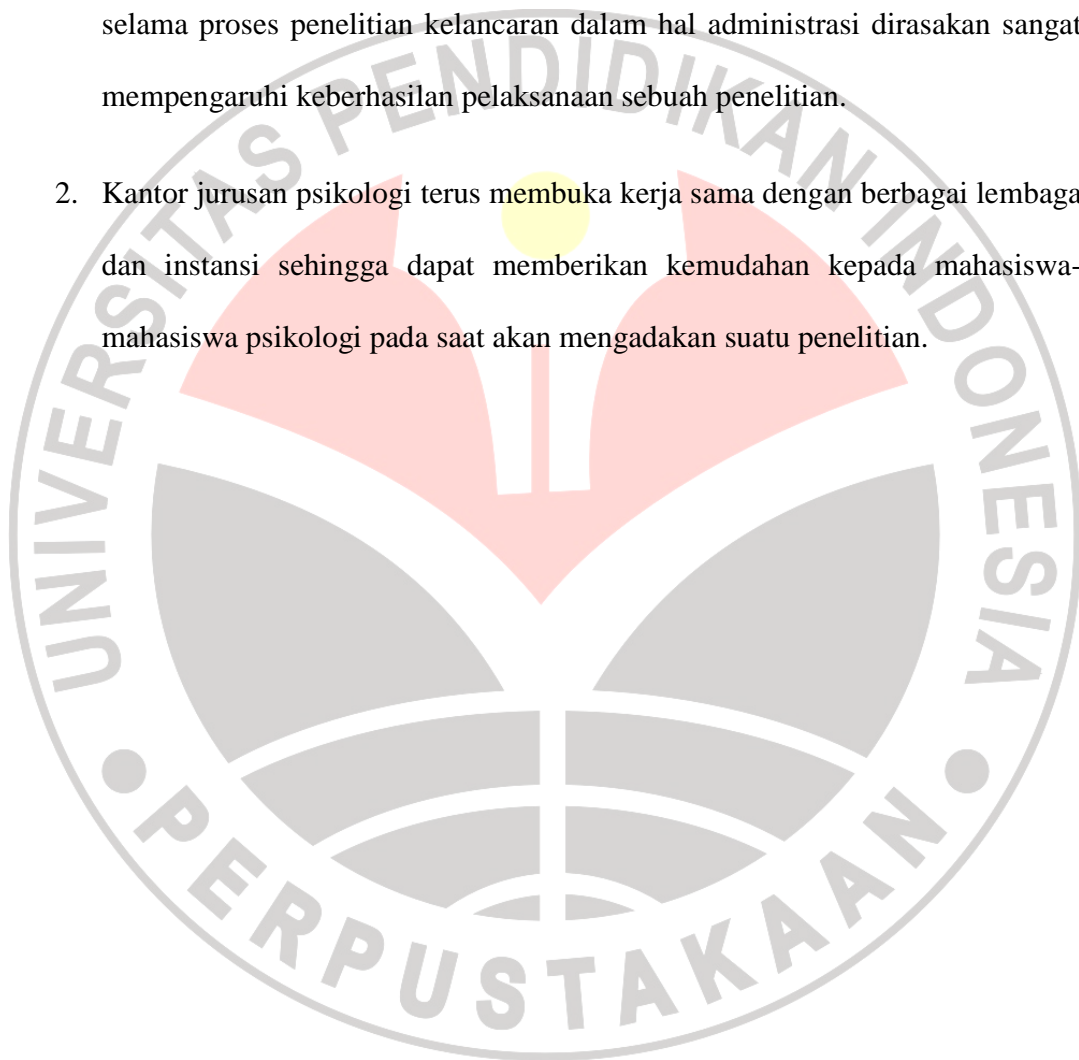 selama proses penelitian kelancaran dalam hal administrasi dirasakan sangat
mempengaruhi keberhasilan pelaksanaan sebuah penelitian.
2. Kantor jurusan psikologi terus membuka kerja sama dengan berbagai lembaga
dan instansi sehingga dapat memberikan kemudahan kepada mahasiswa-
mahasiswa psikologi pada saat akan mengadakan suatu penelitian.
UNIVERSITAS PENDIDIKAN INDONESIA
PERPUSTAKAAN